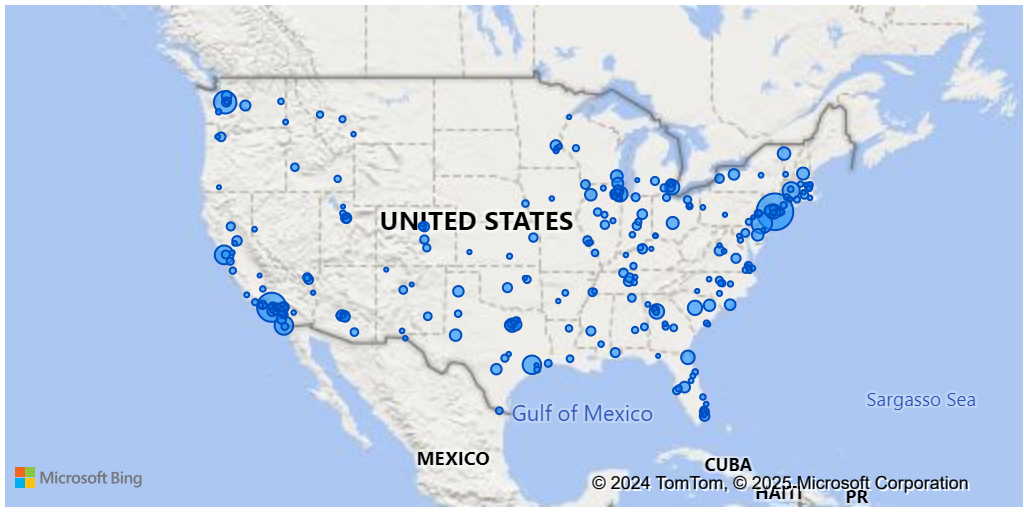 UNITED STATES
Sargasso Sea
Gulf of Mexico
MEXICO
CUBA
Microsoft Bing
© 2024 TomTom, © 2025 Microsoft Corporation
HAITI
PR